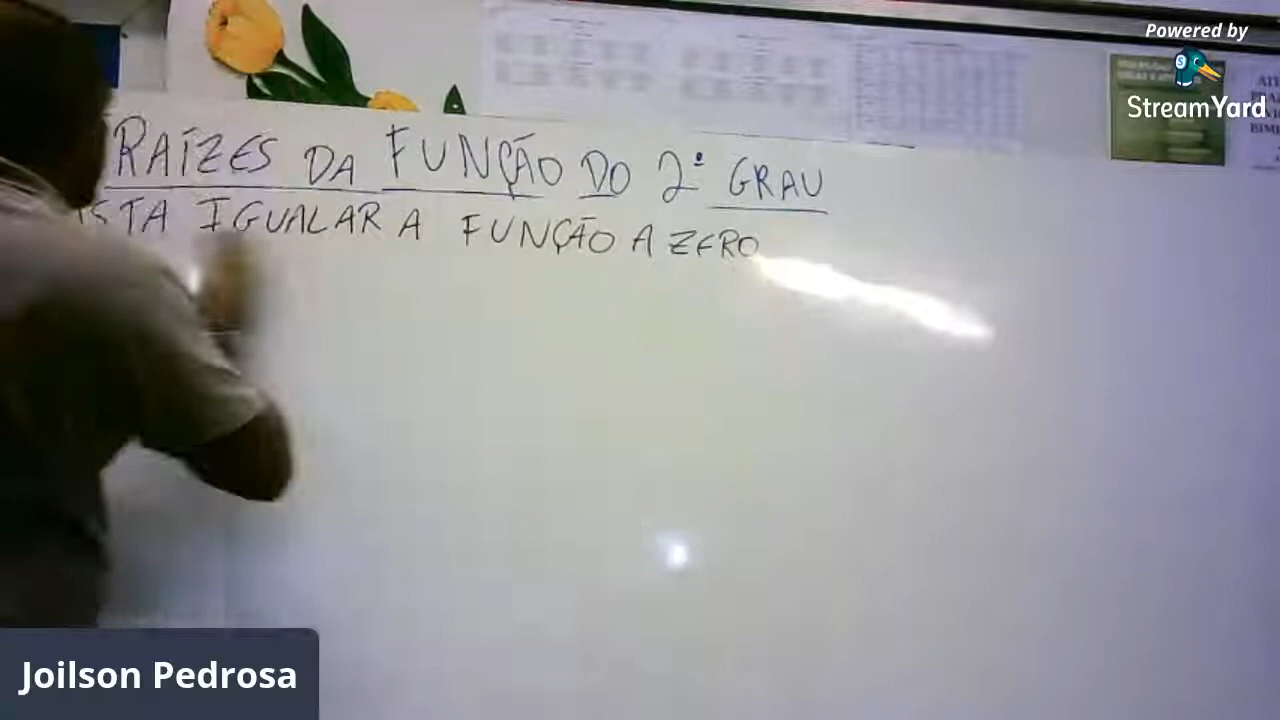 RAÍZES DA FUNÇÃO DO 2º GRAU
STA IGUALAR A FUNÇÃO A ZERO
Powered by
StreamYard
Joilson Pedrosa